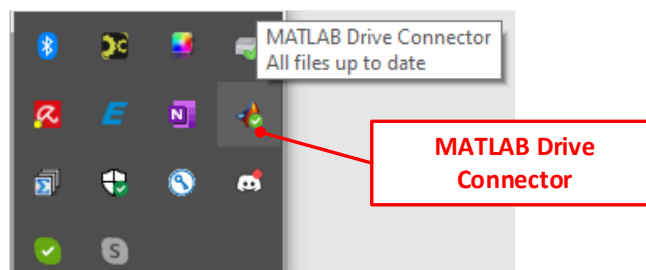 MATLAB Drive Connector
All files up to date
MATLAB Drive
Connector